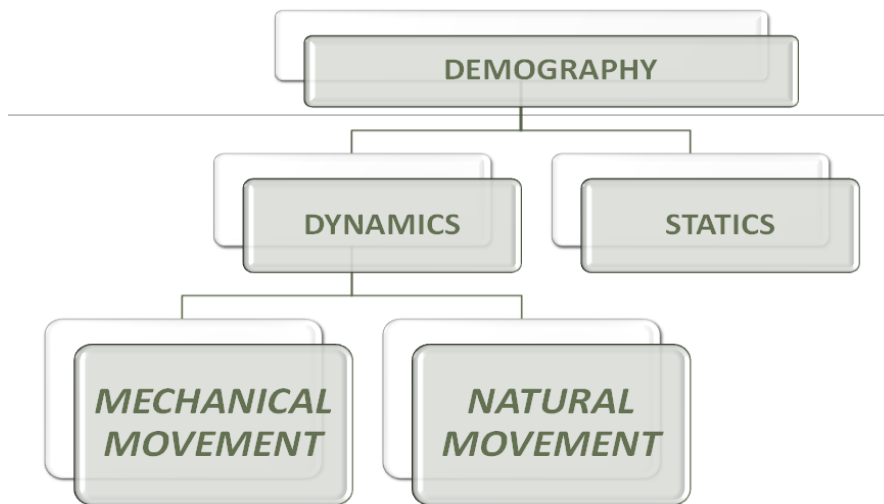 DEMOGRAPHY
DYNAMICS
STATICS
MECHANICAL
MOVEMENT
NATURAL
MOVEMENT